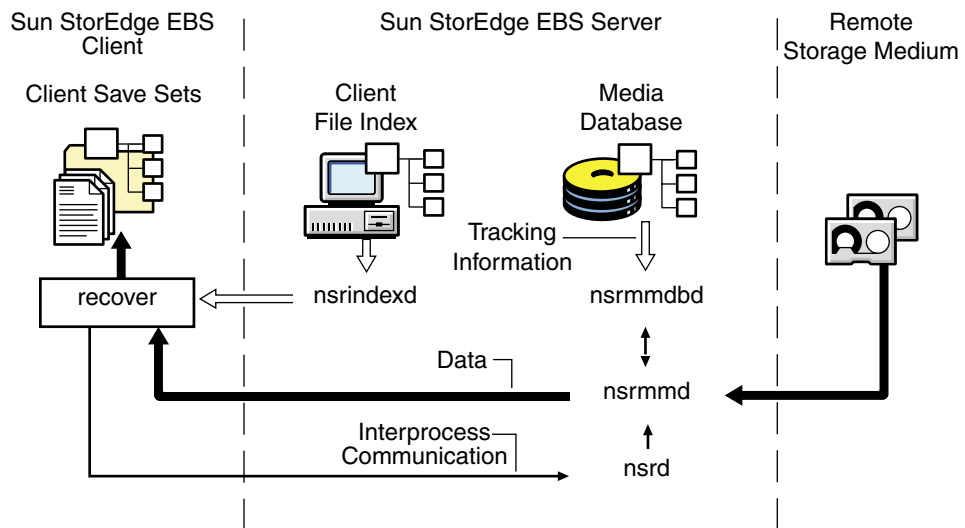 Sun StorEdge EBS
Client
Sun StorEdge EBS Server
Remote
Storage Medium
Client Save Sets
Client
File Index
Media
Database
Tracking
Information
recover
nsrindexd
nsrmmdbd
Data
nsrmmd
Interprocess
Communication
nsrd